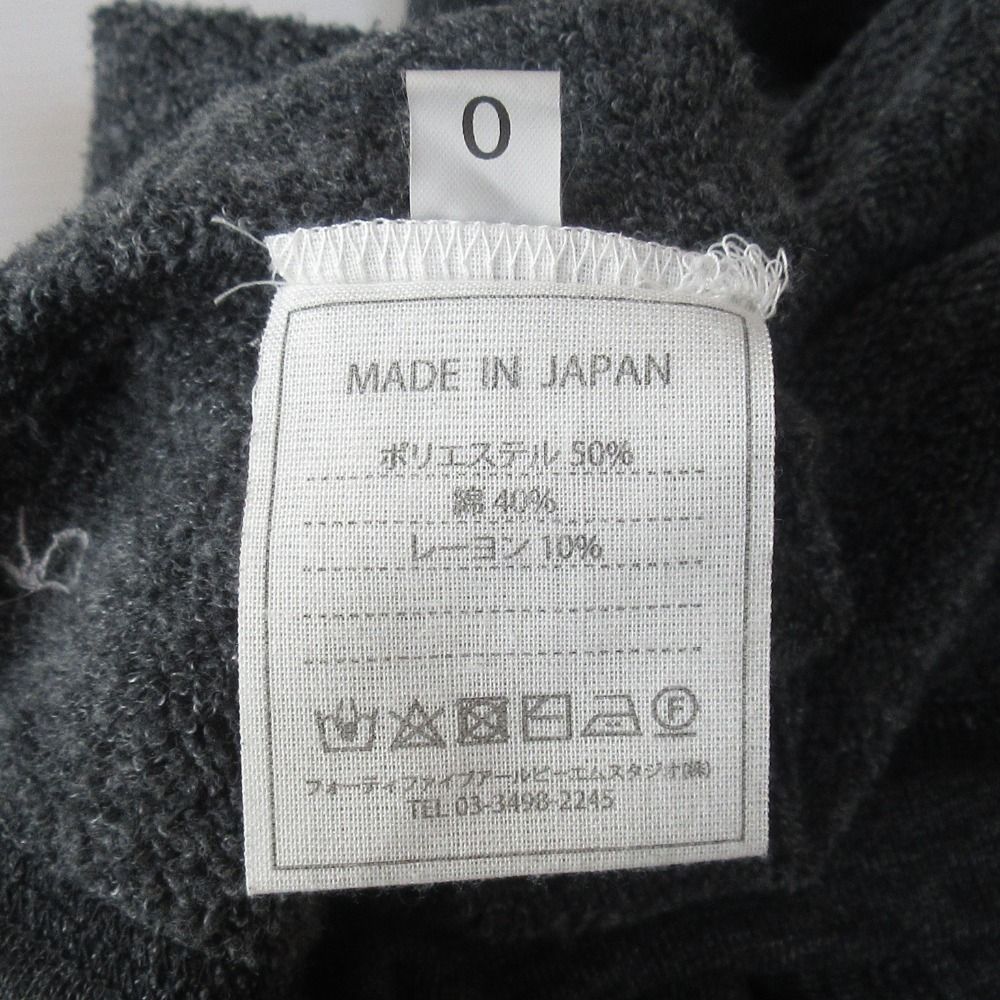 0
MADE IN JAPAN
ポリエステル 50%
綿 40%
レーヨン 10%
F
フォーティファイブアールピーエムスタジオ(株)
TEL 03-3498-2245